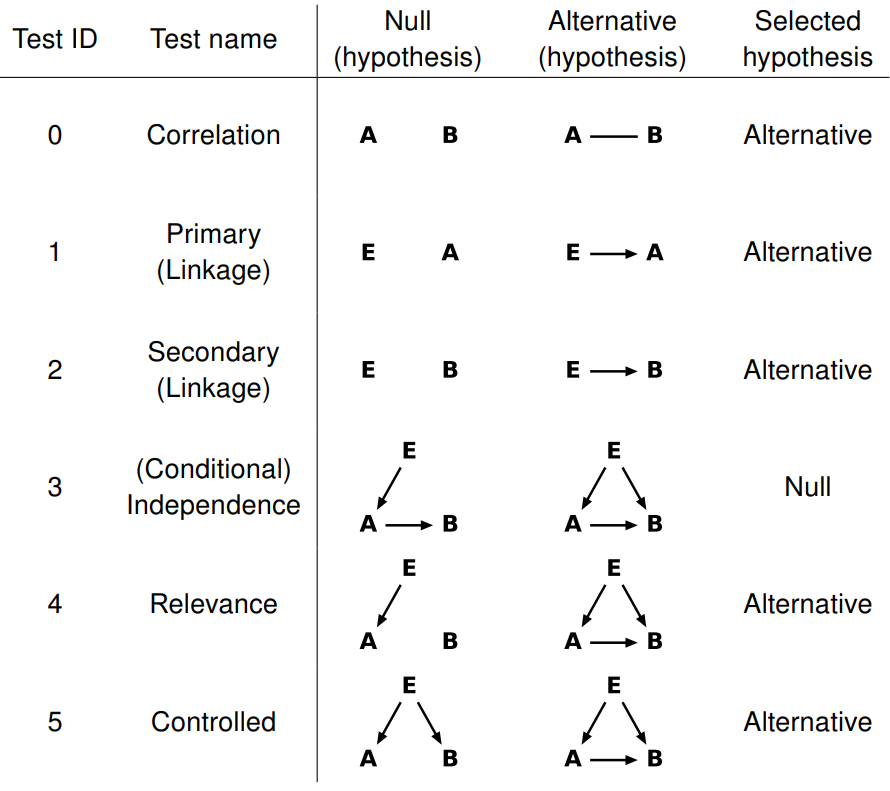 Test ID Test name Null (hypothesis) Alternative (hypothesis) Selected hypothesis
0 Correlation A B A B Alternative
1 Primary (Linkage) E A E A Alternative
2 Secondary (Linkage) E B E B Alternative
3 (Conditional) Independence E A B E A B Null
4 Relevance E A B E A B Alternative
5 Controlled E A B E A B Alternative